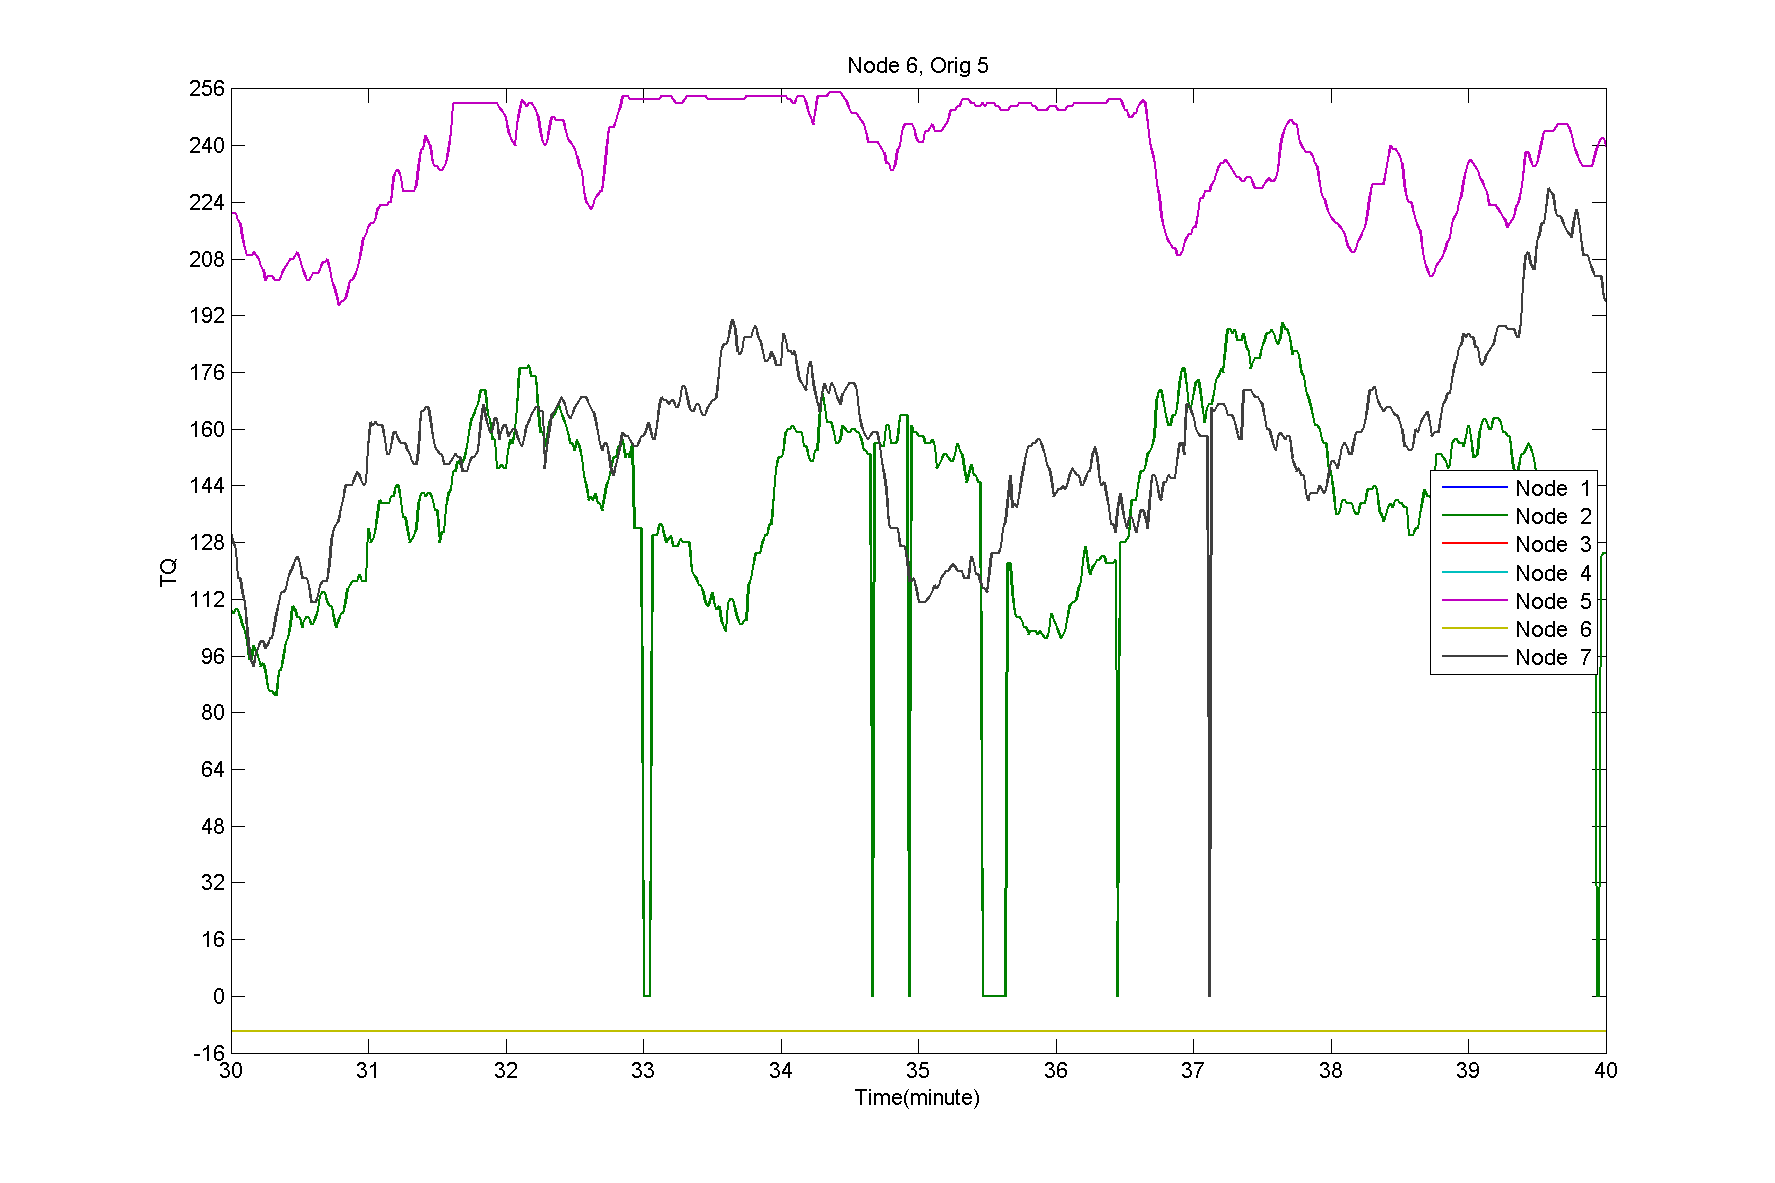 Node 6, Orig 5
256
240
224
208
192
176
160
144
128
112
96
80
64
48
32
16
0
-16
TQ
30 31 32 33 34 35 36 37 38 39 40
Time(minute)
Node 1
Node 2
Node 3
Node 4
Node 5
Node 6
Node 7